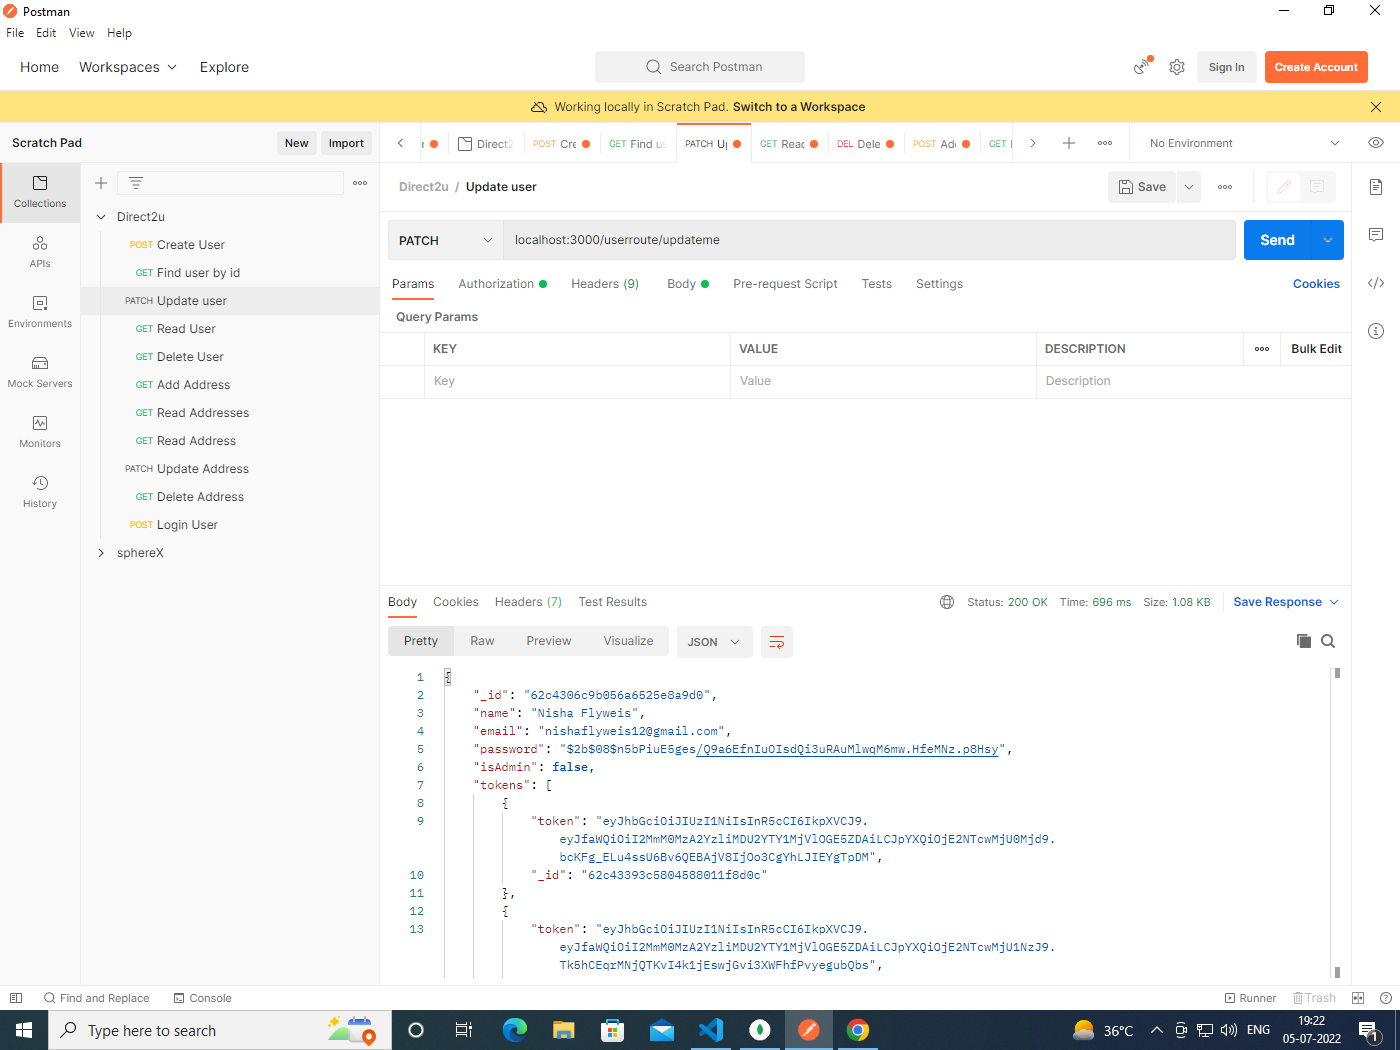 Postman
File Edit View Help
Home Workspaces Explore Search Postman Sign In Create Account
Working locally in Scratch Pad. Switch to a Workspace
Scratch Pad New Import Direct2 POST Cre GET Find us PATCH Up GET Read DEL Dele POST Add GET No Environment
Collections
APIs
Environments
Mock Servers
Monitors
History
Direct2u
POST Create User
GET Find user by id
PATCH Update user
GET Read User
GET Delete User
GET Add Address
GET Read Addresses
GET Read Address
PATCH Update Address
GET Delete Address
POST Login User
sphereX
Direct2u / Update user Save
PATCH localhost:3000/userroute/updateme Send
Params Authorization Headers (9) Body Pre-request Script Tests Settings Cookies
Query Params
KEY VALUE DESCRIPTION Bulk Edit
Key Value Description
Body Cookies Headers (7) Test Results Status: 200 OK Time: 696 ms Size: 1.08 KB Save Response
Pretty Raw Preview Visualize JSON
1 {
2 "_id": "62c4306c9b056a6525e8a9d0",
3 "name": "Nisha Flyweis",
4 "email": "nishaflyweis12@gmail.com",
5 "password": "$2b$08$n5bPiuE5ges/Q9a6EfnIuOIsdQi3uRAuMlwqM6mw.HfeMNz.p8Hsy",
6 "isAdmin": false,
7 "tokens": [
8 {
9 "token": "eyJhbGciOiJIUzI1NiIsInR5cCI6IkpXVCJ9.
eyJfaWQiOiI2MmM0MzA2YzliMDU2YTY1MjVlOGE5ZDAiLCJpYXQiOjE2NTcwMjU0Mjd9.
bcKFg_ELu4ssU6Bv6QEBAjV8IjOo3CgYhLJIEYgTpDM",
10 "_id": "62c43393c5804588011f8d0c"
11 },
12 {
13 "token": "eyJhbGciOiJIUzI1NiIsInR5cCI6IkpXVCJ9.
eyJfaWQiOiI2MmM0MzA2YzliMDU2YTY1MjVlOGE5ZDAiLCJpYXQiOjE2NTcwMjU1NzJ9.
Tk5hCEqrMNjQTKvI4k1jEswjGvi3XWFhfPvyegubQbs",
Find and Replace Console Runner Trash
Type here to search 36°C ENG 19:22
05-07-2022 1